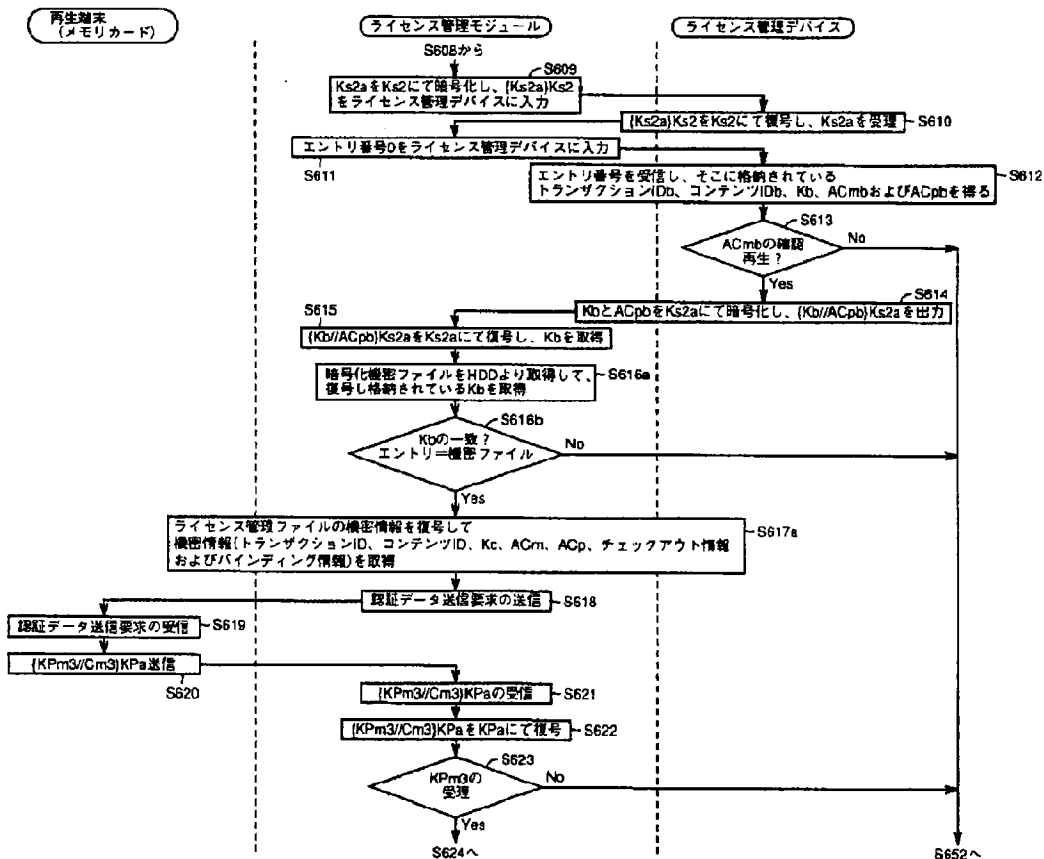 再生端末
(メモリカード)
ライセンス管理モジュール
ライセンス管理デバイス
S608から
S609
Ks2aをKs2にて暗号化し、{Ks2a}Ks2
をライセンス管理デバイスに入力
{Ks2a}Ks2をKs2にて復号し、Ks2aを受理
S610
エントリ番号0をライセンス管理デバイスに入力
S611
エントリ番号を受信し、そこに格納されている
トランザクションIDb、コンテンツIDb、Kb、ACmbおよびACpbを得る
S612
S613
ACmbの確認
再生?
No
Yes
S614
KbとACpbをKs2aにて暗号化し、{Kb//ACpb}Ks2aを出力
S615
{Kb//ACpb}Ks2aをKs2aにて復号し、Kbを取得
暗号化機密ファイルをHDDより取得して、
復号し格納されているKbを取得
S616a
S616b
Kbの一致?
エントリ=機密ファイル
No
Yes
ライセンス管理ファイルの機密情報を復号して
機密情報(トランザクションID、コンテンツID、Kc、ACm、ACp、チェックアウト情報
およびバインディング情報)を取得
S617a
認証データ送信要求の送信
S618
認証データ送信要求の受信
S619
{KPm3//Cm3}KPa送信
S620
{KPm3//Cm3}KPaの受信
S621
{KPm3//Cm3}KPaをKPaにて復号
S622
S623
KPm3の
受理
No
Yes
S624へ
S652へ